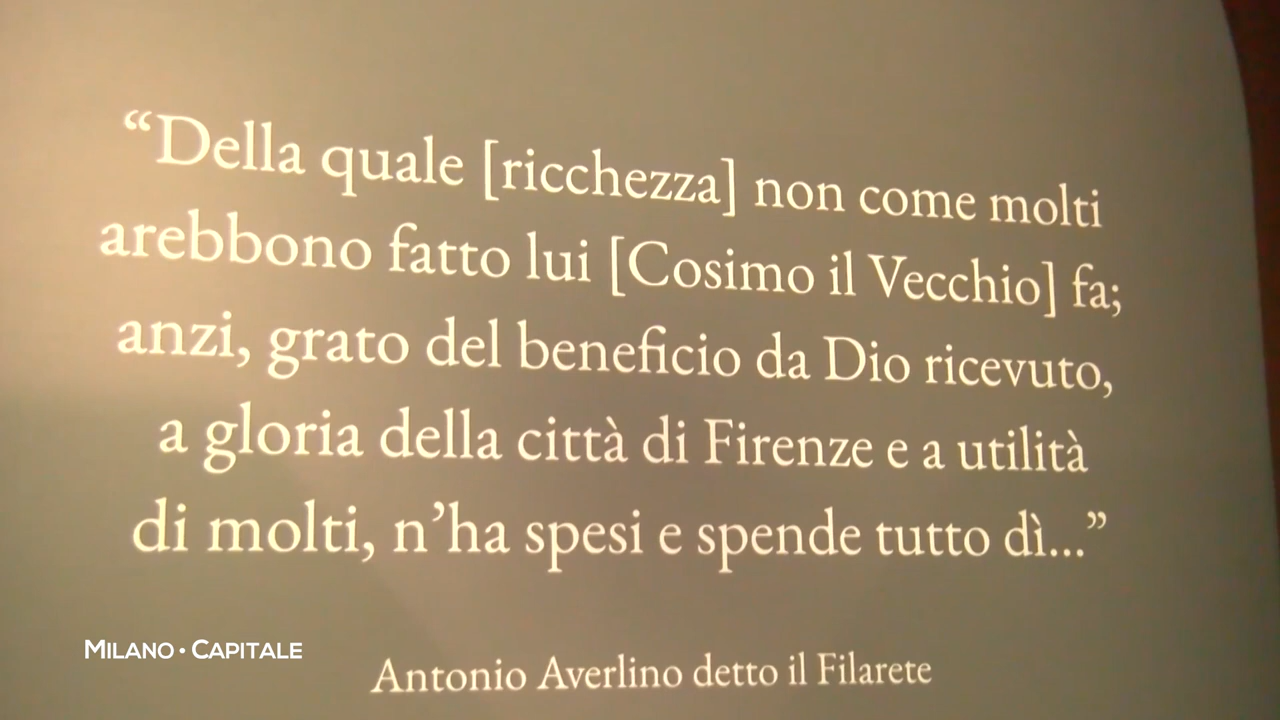 “Della quale [ricchezza] non come molti
arebbono fatto lui [Cosimo il Vecchio] fa;
anzi, grato del beneficio da Dio ricevuto,
a gloria della città di Firenze e a utilità
di molti, n’ha spesi e spende tutto dì...”
Antonio Averlino detto il Filarete
MILANO • CAPITALE